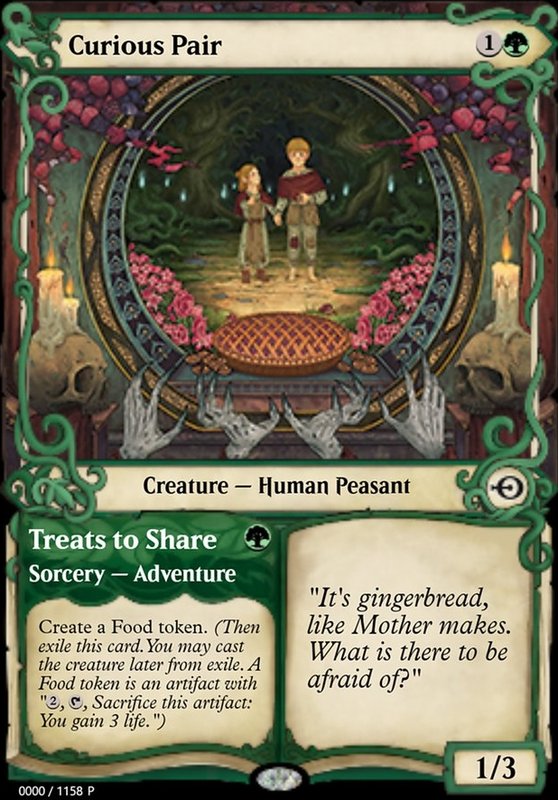 Curious Pair 1
Creature — Human Peasant
Treats to Share
Sorcery — Adventure
Create a Food token. (Then
exile this card. You may cast
the creature later from exile. A
Food token is an artifact with
"2, T, Sacrifice this artifact:
You gain 3 life.")
"It's gingerbread,
like Mother makes.
What is there to be
afraid of?"
1/3
0000 / 1158 P